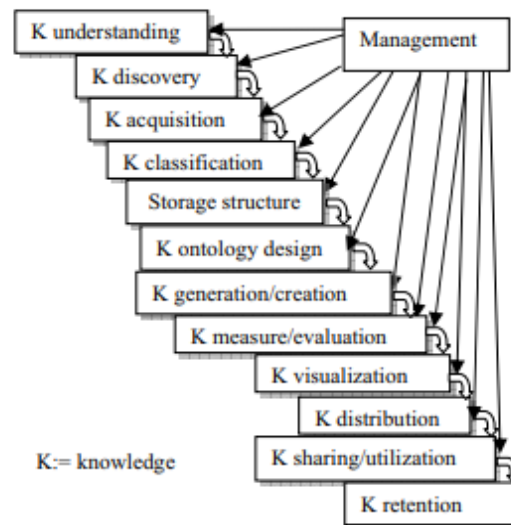 K understanding
Management
K discovery
K acquisition
K classification
Storage structure
K ontology design
K generation/creation
K measure/evaluation
K visualization
K distribution
K sharing/utilization
K:= knowledge
K retention